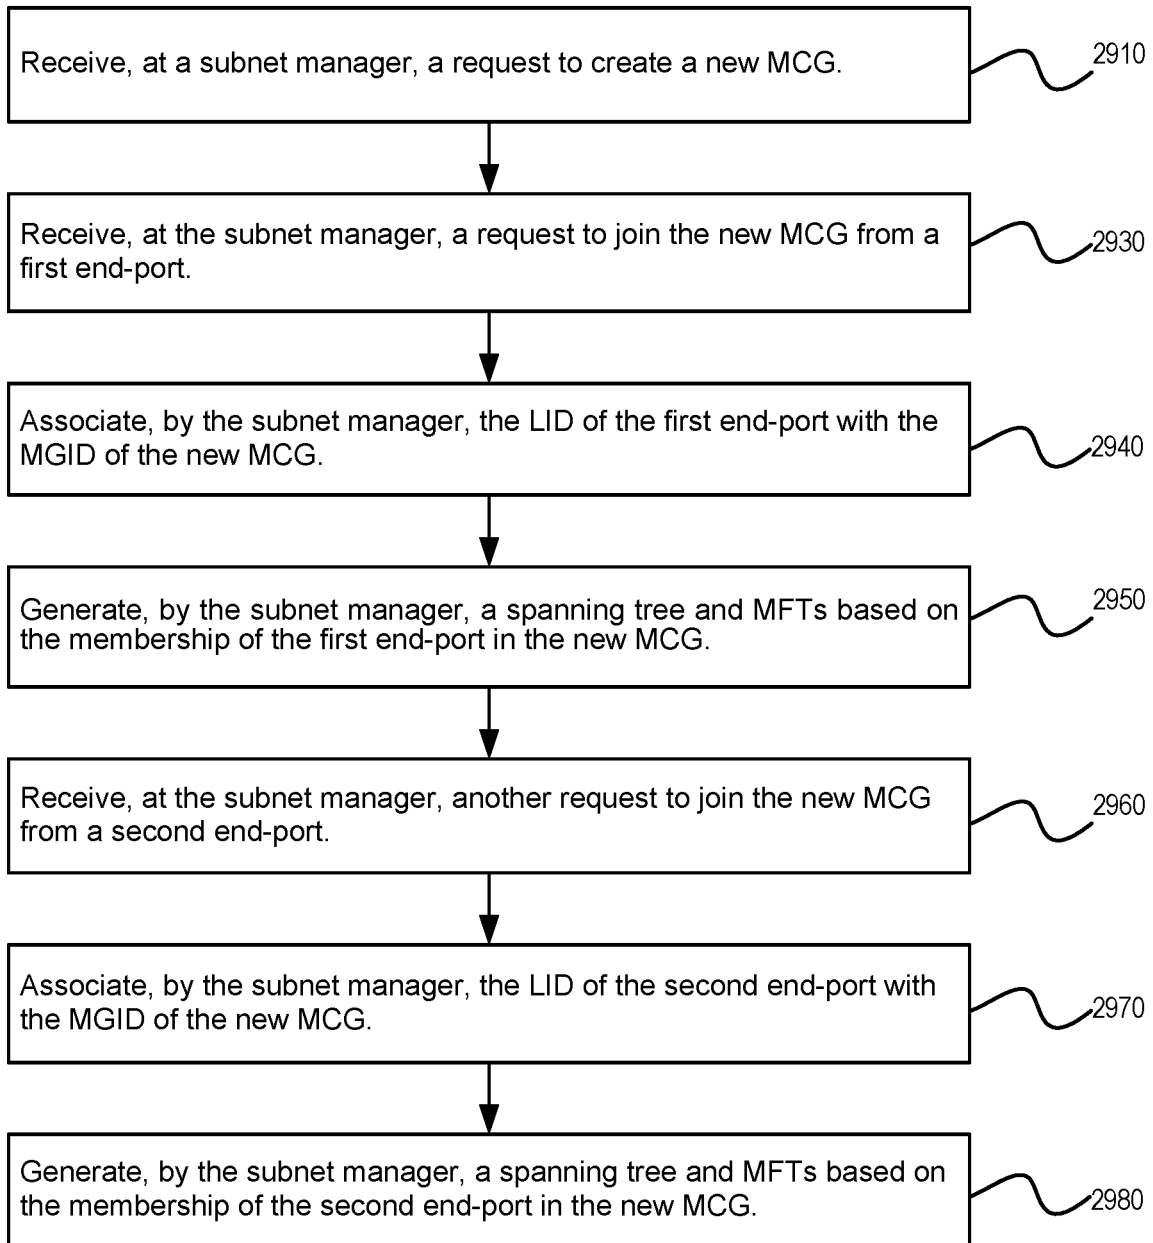 Receive, at a subnet manager, a request to create a new MCG.
2910
Receive, at the subnet manager, a request to join the new MCG from a
first end-port.
2930
Associate, by the subnet manager, the LID of the first end-port with the
MGID of the new MCG.
2940
Generate, by the subnet manager, a spanning tree and MFTs based on
the membership of the first end-port in the new MCG.
2950
Receive, at the subnet manager, another request to join the new MCG
from a second end-port.
2960
Associate, by the subnet manager, the LID of the second end-port with
the MGID of the new MCG.
2970
Generate, by the subnet manager, a spanning tree and MFTs based on
the membership of the second end-port in the new MCG.
2980